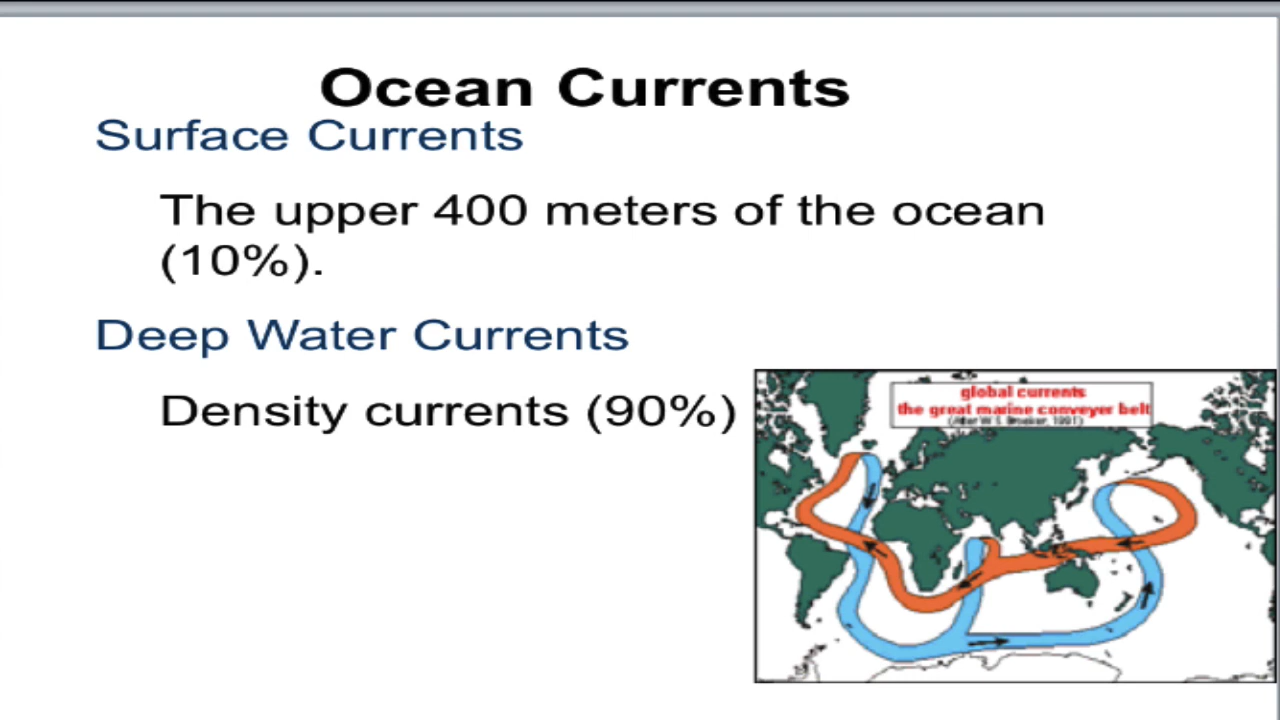 Ocean Currents
Surface Currents
The upper 400 meters of the ocean
(10%).
Deep Water Currents
Density currents (90%)
global currents
the great marine conveyer belt
(After W S. Broeker, 1991)